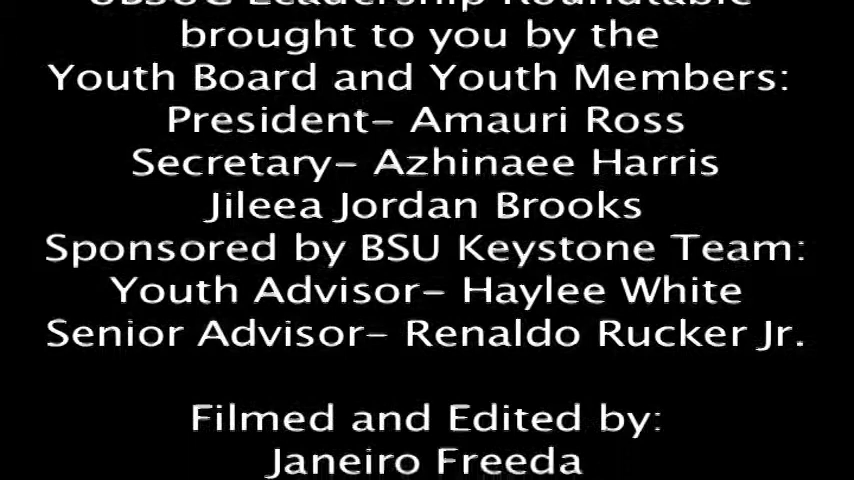 Leadership Roundtable
brought to you by the
Youth Board and Youth Members:
President- Amauri Ross
Secretary- Azhinaee Harris
Jileea Jordan Brooks
Sponsored by BSU Keystone Team:
Youth Advisor- Haylee White
Senior Advisor- Renaldo Rucker Jr.
Filmed and Edited by:
Janeiro Freeda